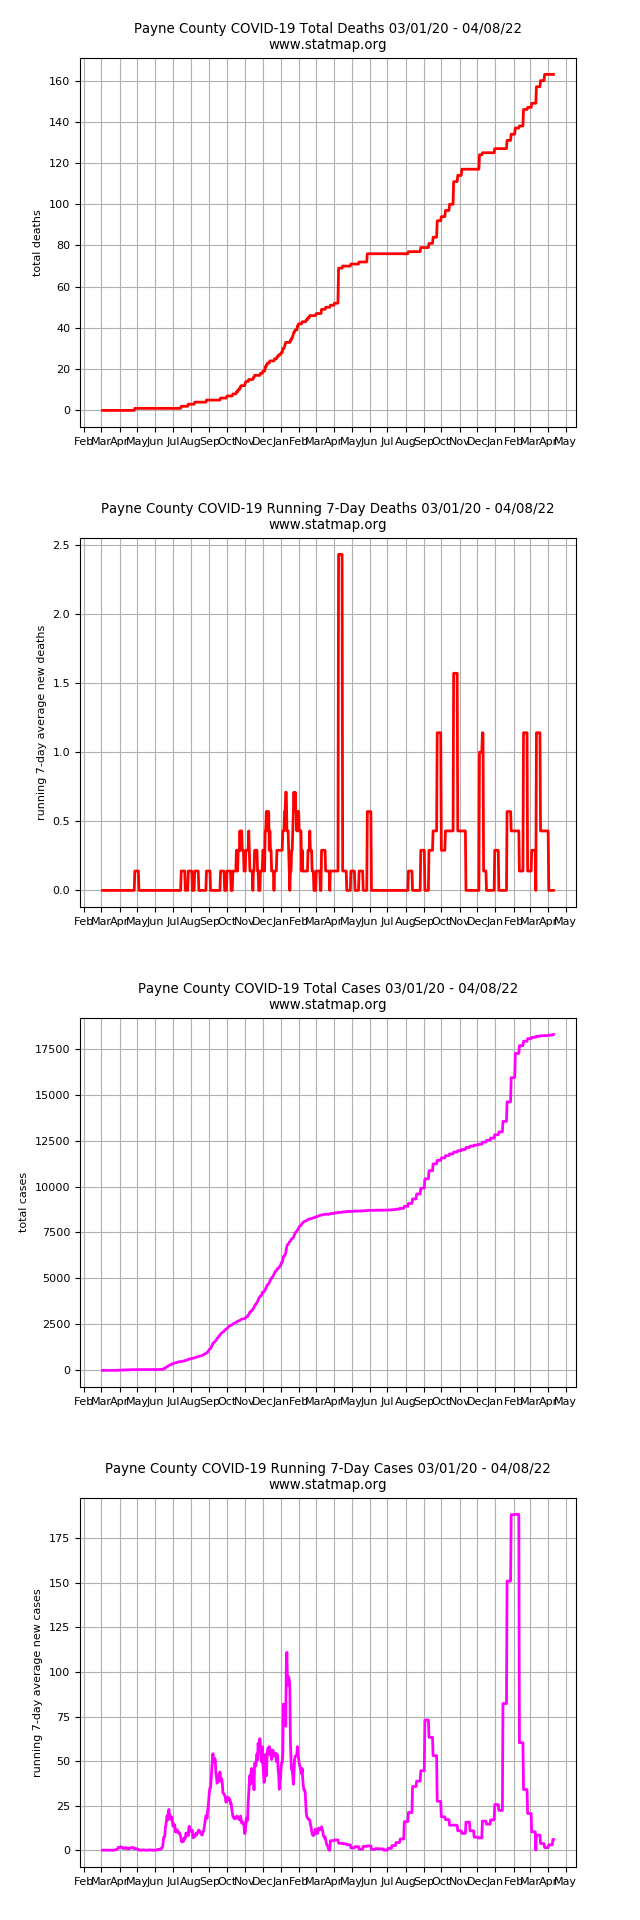 Payne County COVID-19 Total Deaths 03/01/20 - 04/08/22
www.statmap.org
160
140
120
100
80
60
40
20
0
total deaths
Feb Mar Apr May Jun Jul Aug Sep Oct Nov Dec Jan Feb Mar Apr May Jun Jul Aug Sep Oct Nov Dec Jan Feb Mar Apr May
Payne County COVID-19 Running 7-Day Deaths 03/01/20 - 04/08/22
www.statmap.org
2.5
2.0
1.5
1.0
0.5
0.0
running 7-day average new deaths
Feb Mar Apr May Jun Jul Aug Sep Oct Nov Dec Jan Feb Mar Apr May Jun Jul Aug Sep Oct Nov Dec Jan Feb Mar Apr May
Payne County COVID-19 Total Cases 03/01/20 - 04/08/22
www.statmap.org
17500
15000
12500
10000
7500
5000
2500
0
total cases
Feb Mar Apr May Jun Jul Aug Sep Oct Nov Dec Jan Feb Mar Apr May Jun Jul Aug Sep Oct Nov Dec Jan Feb Mar Apr May
Payne County COVID-19 Running 7-Day Cases 03/01/20 - 04/08/22
www.statmap.org
175
150
125
100
75
50
25
0
running 7-day average new cases
Feb Mar Apr May Jun Jul Aug Sep Oct Nov Dec Jan Feb Mar Apr May Jun Jul Aug Sep Oct Nov Dec Jan Feb Mar Apr May